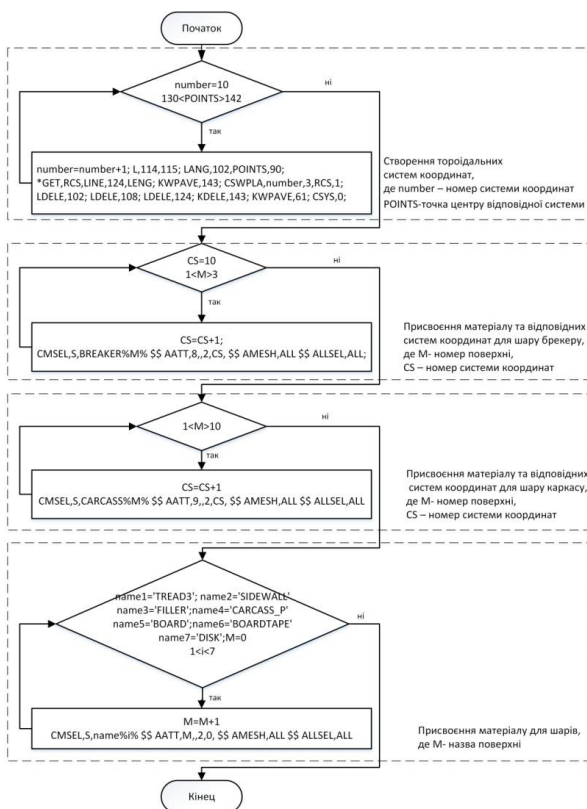 Початок
number=10
130<POINTS>142
ні
так
number=number+1; L,114,115; LANG,102,POINTS,90;
*GET,RCS,LINE,124,LENG; KWPAVE,143; CSWPLA,number,3,RCS,1;
LDELE,102; LDELE,108; LDELE,124; KDELE,143; KWPAVE,61; CSYS,0;
Створення тороідальних
систем координат,
де number – номер системи координат
POINTS-точка центру відповідної системи
CS=10
1<M>3
ні
так
CS=CS+1;
CMSEL,S,BREAKER%M% $$ AATT,8,,2,CS, $$ AMESH,ALL $$ ALLSEL,ALL;
Присвоєння матеріалу та відповідних
систем координат для шару брекеру,
де M- номер поверхні,
CS – номер системи координат
1<M>10
ні
так
CS=CS+1
CMSEL,S,CARCASS%M% $$ AATT,9,,2,CS, $$ AMESH,ALL $$ ALLSEL,ALL
Присвоєння матеріалу та відповідних
систем координат для шару каркасу,
де M- номер поверхні,
CS – номер системи координат
name1='TREAD3'; name2='SIDEWALL'
name3='FILLER';name4='CARCASS_P'
name5='BOARD';name6='BOARDTAPE'
name7='DISK';M=0
1<i<7
ні
так
M=M+1
CMSEL,S,name%i% $$ AATT,M,,2,0, $$ AMESH,ALL $$ ALLSEL,ALL
Присвоєння матеріалу для шарів,
де M- назва поверхні
Кінец